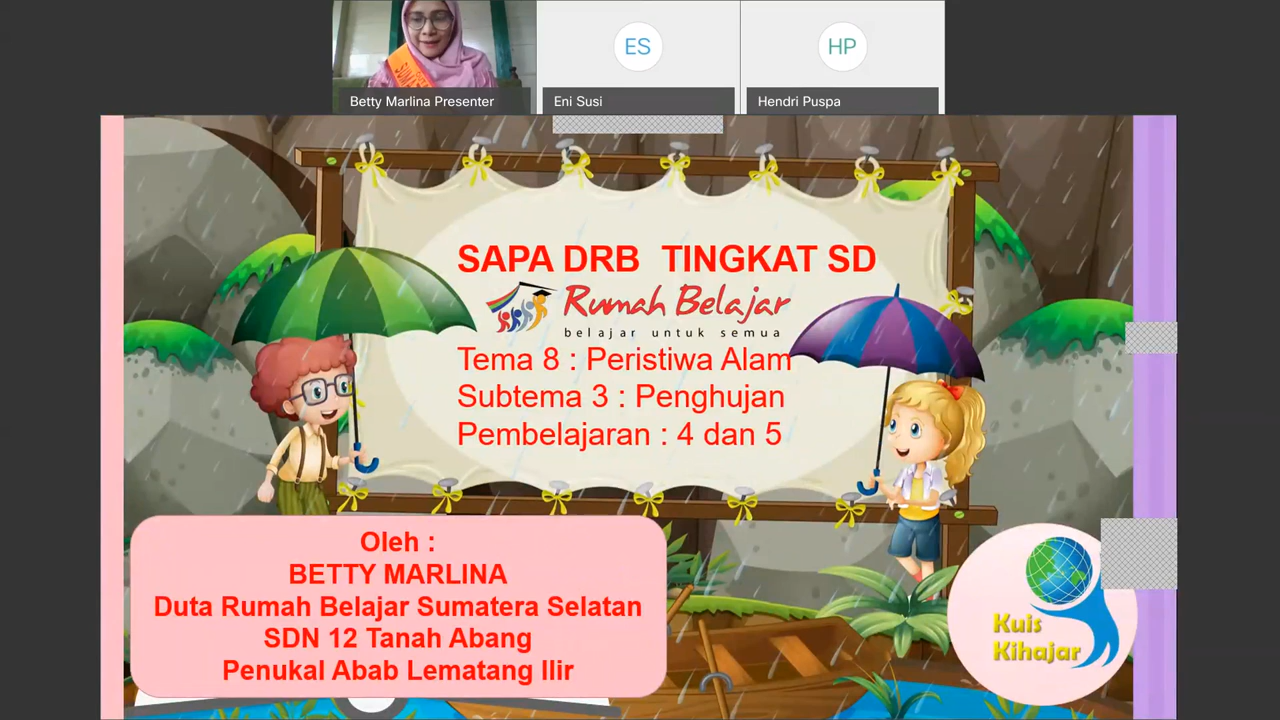 ES
HP
Betty Marlina Presenter
Eni Susi
Hendri Puspa
SAPA DRB TINGKAT SD
Rumah Belajar
belajar untuk semua
Tema 8 : Peristiwa Alam
Subtema 3 : Penghujan
Pembelajaran : 4 dan 5
Oleh :
BETTY MARLINA
Duta Rumah Belajar Sumatera Selatan
SDN 12 Tanah Abang
Penukal Abab Lematang Ilir
Kuis
Kihajar